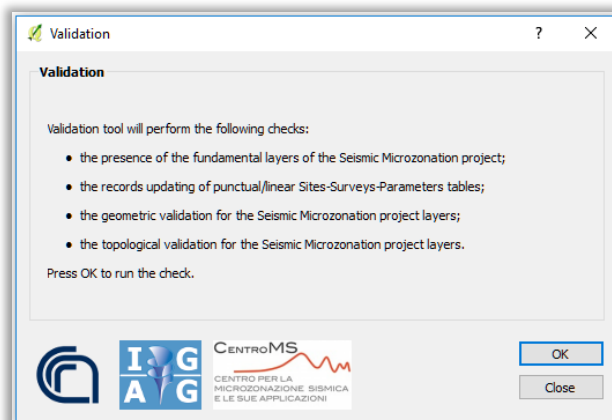 Validation
?
Validation
Validation tool will perform the following checks:
• the presence of the fundamental layers of the Seismic Microzonation project;
• the records updating of punctual/linear Sites-Surveys-Parameters tables;
• the geometric validation for the Seismic Microzonation project layers;
• the topological validation for the Seismic Microzonation project layers.
Press OK to run the check.
I G
A G
CENTROMS
CENTRO PER LA
MICROZONAZIONE SISMICA
E LE SUE APPLICAZIONI
OK
Close